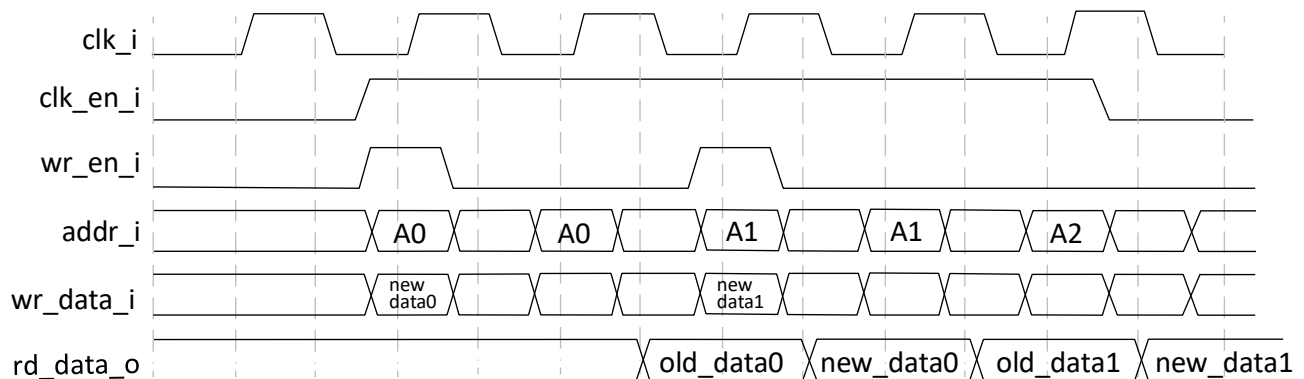 clk_i
clk_en_i
wr_en_i
addr_i A0 A0 A1 A1 A2
wr_data_i new data0 new data1
rd_data_o old_data0 new_data0 old_data1 new_data1